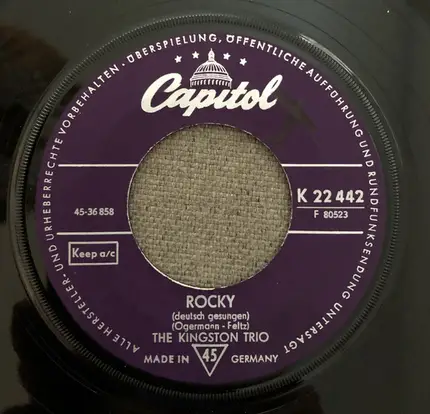 ALLE HERSTELLER- UND URHEBERRECHTE VORBEHALTEN · ÜBERSPIELUNG, ÖFFENTLICHE AUFFÜHRUNG UND RUNDFUNKSENDUNG UNTERSAGT
Capitol
45-36 858
K 22 442
F 80523
Keep a/c
ROCKY
(deutsch gesungen)
(Ogermann - Feltz)
THE KINGSTON TRIO
MADE IN 45 GERMANY